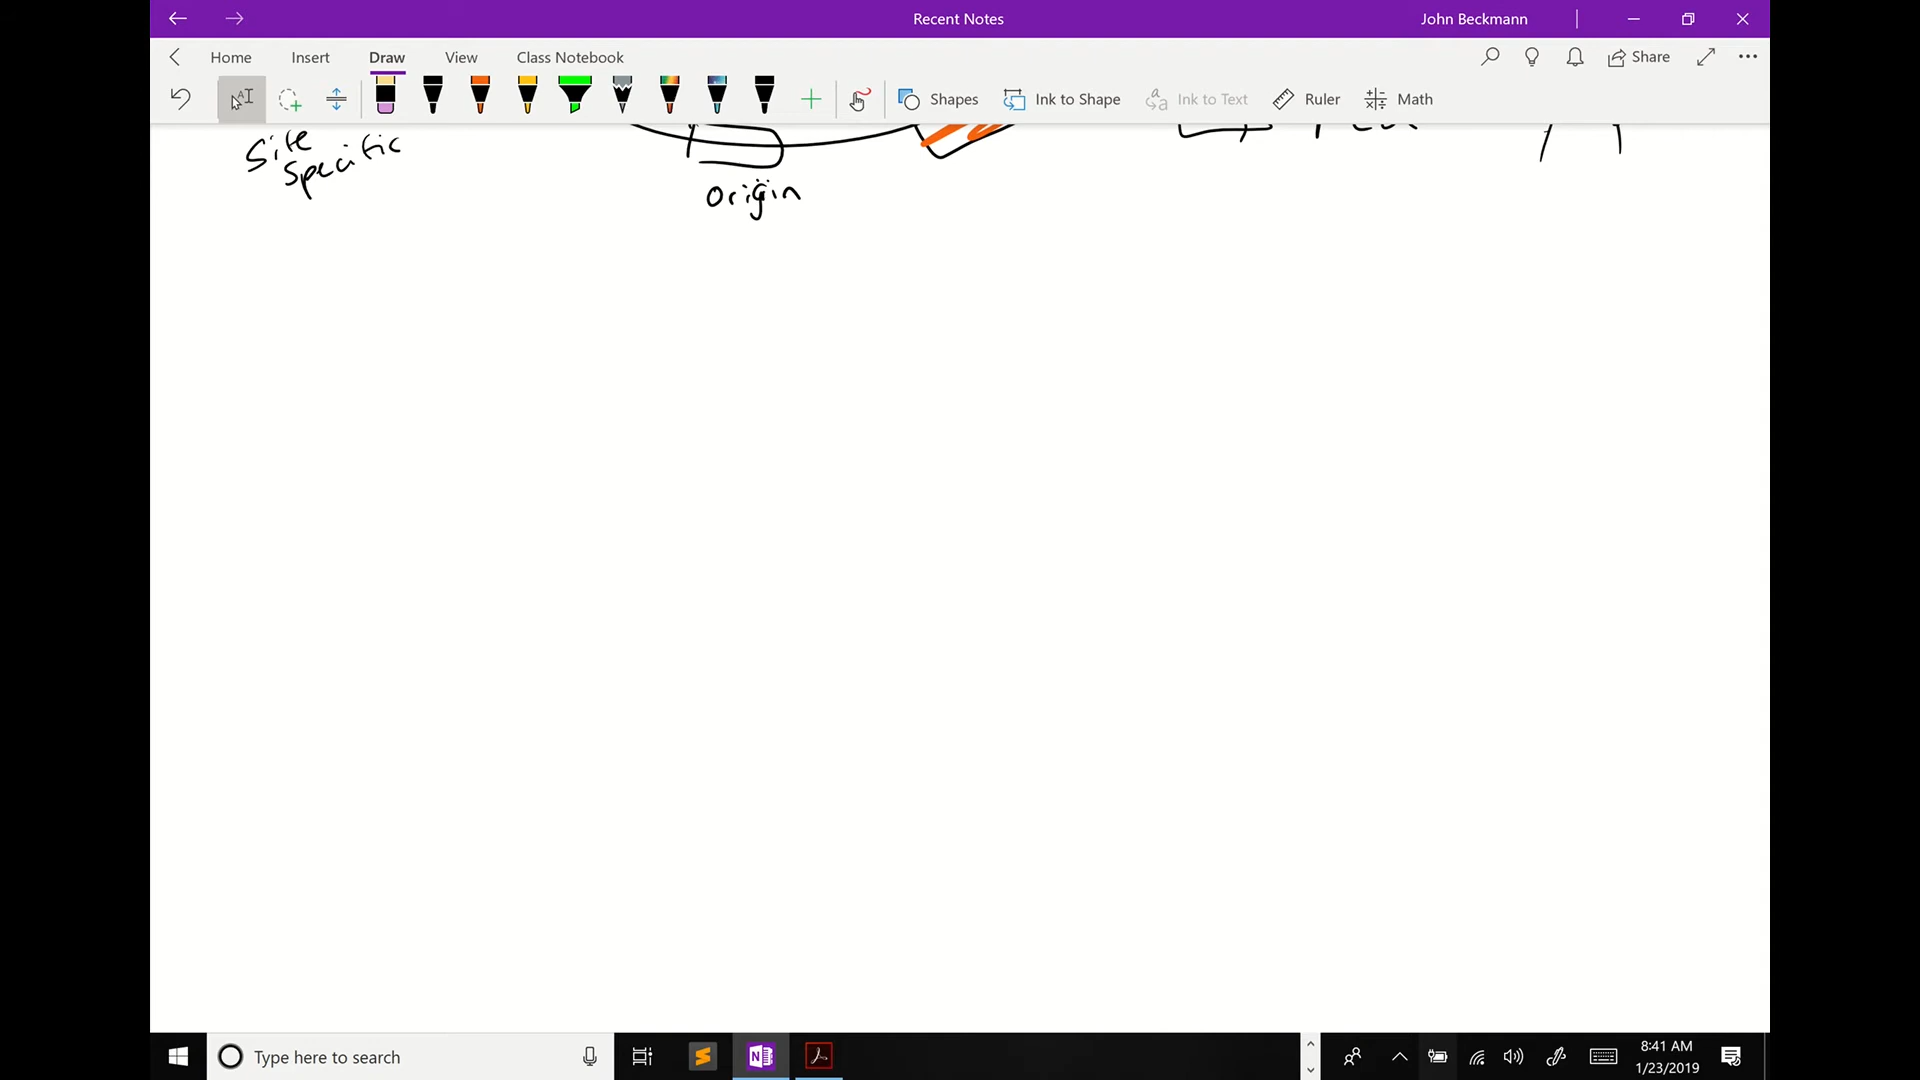 Recent Notes
John Beckmann
Home
Insert
Draw
View
Class Notebook
Share
Shapes
Ink to Shape
Ink to Text
Ruler
Math
Site
Specific
Origin
Type here to search
8:41 AM
1/23/2019